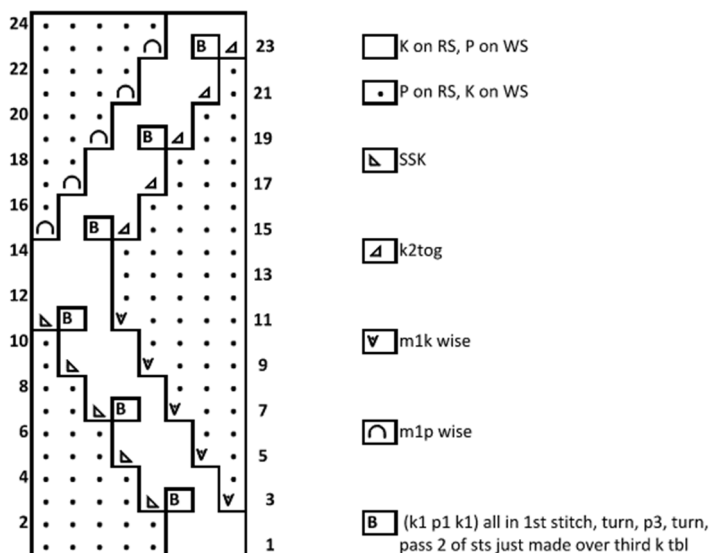 24
B 23 K on RS, P on WS
22
21 P on RS, K on WS
20
B 19
18 SSK
17
16
B 15
14 k2tog
13
12
B 11 m1k wise
10
9
8
B 7 m1p wise
6
5
4
B 3
2 B (k1 p1 k1) all in 1st stitch, turn, p3, turn,
1 pass 2 of sts just made over third k tbl